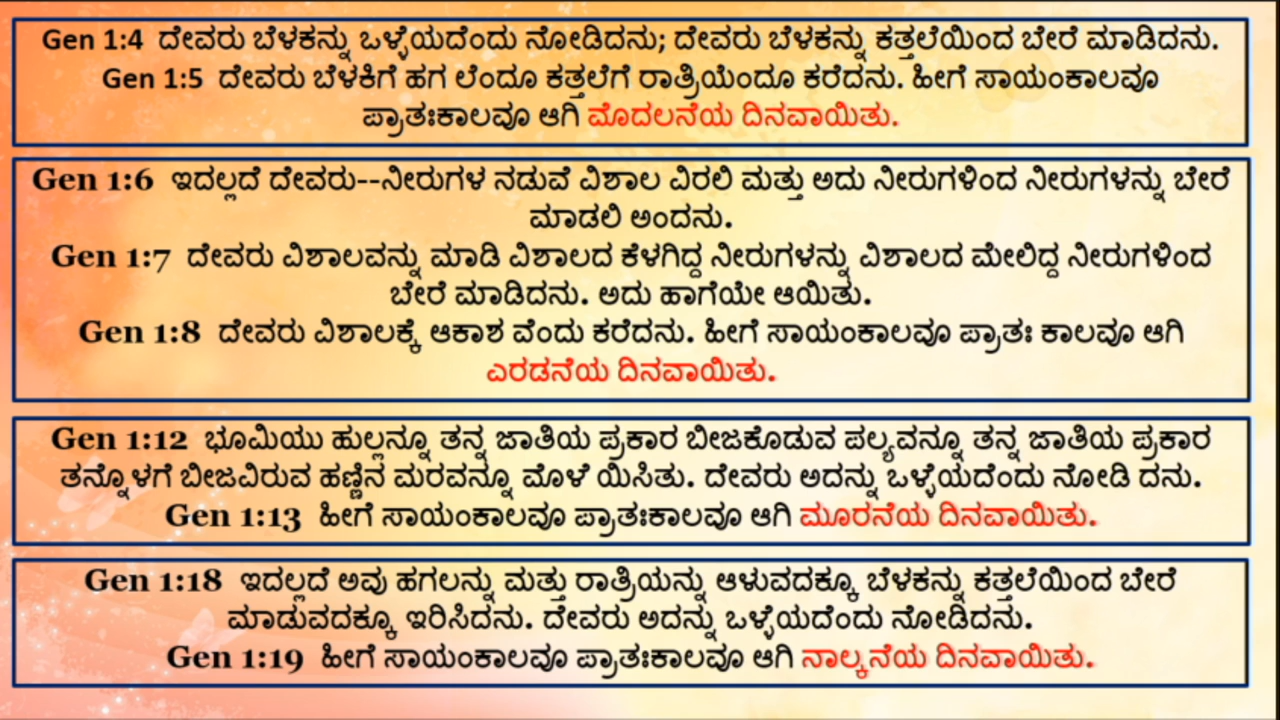 Gen 1:4 ದೇವರು ಬೆಳಕನ್ನು ಒಳ್ಳೆಯದೆಂದು ನೋಡಿದನು; ದೇವರು ಬೆಳಕನ್ನು ಕತ್ತಲೆಯಿಂದ ಬೇರೆ ಮಾಡಿದನು.
Gen 1:5 ದೇವರು ಬೆಳಕಿಗೆ ಹಗ ಲೆಂದೂ ಕತ್ತಲೆಗೆ ರಾತ್ರಿಯೆಂದೂ ಕರೆದನು. ಹೀಗೆ ಸಾಯಂಕಾಲವೂ
ಪ್ರಾತಃಕಾಲವೂ ಆಗಿ ಮೊದಲನೆಯ ದಿನವಾಯಿತು.
Gen 1:6 ಇದಲ್ಲದೆ ದೇವರು--ನೀರುಗಳ ನಡುವೆ ವಿಶಾಲ ವಿರಲಿ ಮತ್ತು ಅದು ನೀರುಗಳಿಂದ ನೀರುಗಳನ್ನು ಬೇರೆ
ಮಾಡಲಿ ಅಂದನು.
Gen 1:7 ದೇವರು ವಿಶಾಲವನ್ನು ಮಾಡಿ ವಿಶಾಲದ ಕೆಳಗಿದ್ದ ನೀರುಗಳನ್ನು ವಿಶಾಲದ ಮೇಲಿದ್ದ ನೀರುಗಳಿಂದ
ಬೇರೆ ಮಾಡಿದನು. ಅದು ಹಾಗೆಯೇ ಆಯಿತು.
Gen 1:8 ದೇವರು ವಿಶಾಲಕ್ಕೆ ಆಕಾಶ ವೆಂದು ಕರೆದನು. ಹೀಗೆ ಸಾಯಂಕಾಲವೂ ಪ್ರಾತಃ ಕಾಲವೂ ಆಗಿ
ಎರಡನೆಯ ದಿನವಾಯಿತು.
Gen 1:12 ಭೂಮಿಯು ಹುಲ್ಲನ್ನೂ ತನ್ನ ಜಾತಿಯ ಪ್ರಕಾರ ಬೀಜಕೊಡುವ ಪಲ್ಯವನ್ನೂ ತನ್ನ ಜಾತಿಯ ಪ್ರಕಾರ
ತನ್ನೊಳಗೆ ಬೀಜವಿರುವ ಹಣ್ಣಿನ ಮರವನ್ನೂ ಮೊಳೆ ಯಿಸಿತು. ದೇವರು ಅದನ್ನು ಒಳ್ಳೆಯದೆಂದು ನೋಡಿ ದನು.
Gen 1:13 ಹೀಗೆ ಸಾಯಂಕಾಲವೂ ಪ್ರಾತಃಕಾಲವೂ ಆಗಿ ಮೂರನೆಯ ದಿನವಾಯಿತು.
Gen 1:18 ಇದಲ್ಲದೆ ಅವು ಹಗಲನ್ನು ಮತ್ತು ರಾತ್ರಿಯನ್ನು ಆಳುವದಕ್ಕೂ ಬೆಳಕನ್ನು ಕತ್ತಲೆಯಿಂದ ಬೇರೆ
ಮಾಡುವದಕ್ಕೂ ಇರಿಸಿದನು. ದೇವರು ಅದನ್ನು ಒಳ್ಳೆಯದೆಂದು ನೋಡಿದನು.
Gen 1:19 ಹೀಗೆ ಸಾಯಂಕಾಲವೂ ಪ್ರಾತಃಕಾಲವೂ ಆಗಿ ನಾಲ್ಕನೆಯ ದಿನವಾಯಿತು.